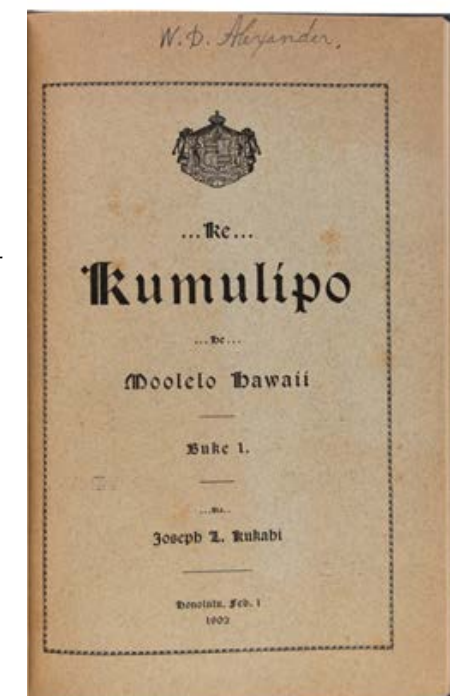 W. D. Alexander.
...Ke...
Kumulipo
...He...
Moolelo Hawaii
Buke 1.
...Na..
Joseph L. Kukahi
Honolulu, Feb. 1
1902